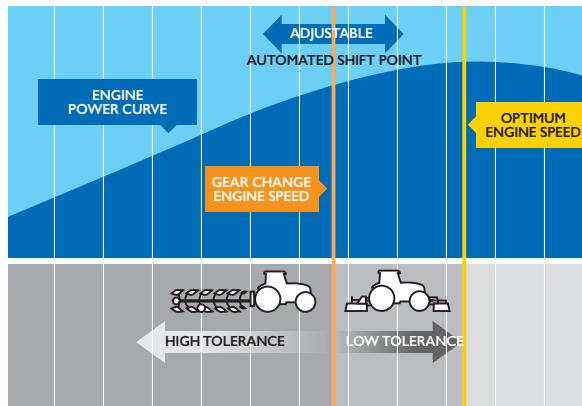 ADJUSTABLE
AUTOMATED SHIFT POINT
ENGINE
POWER CURVE
OPTIMUM
ENGINE SPEED
GEAR CHANGE
ENGINE SPEED
HIGH TOLERANCE
LOW TOLERANCE